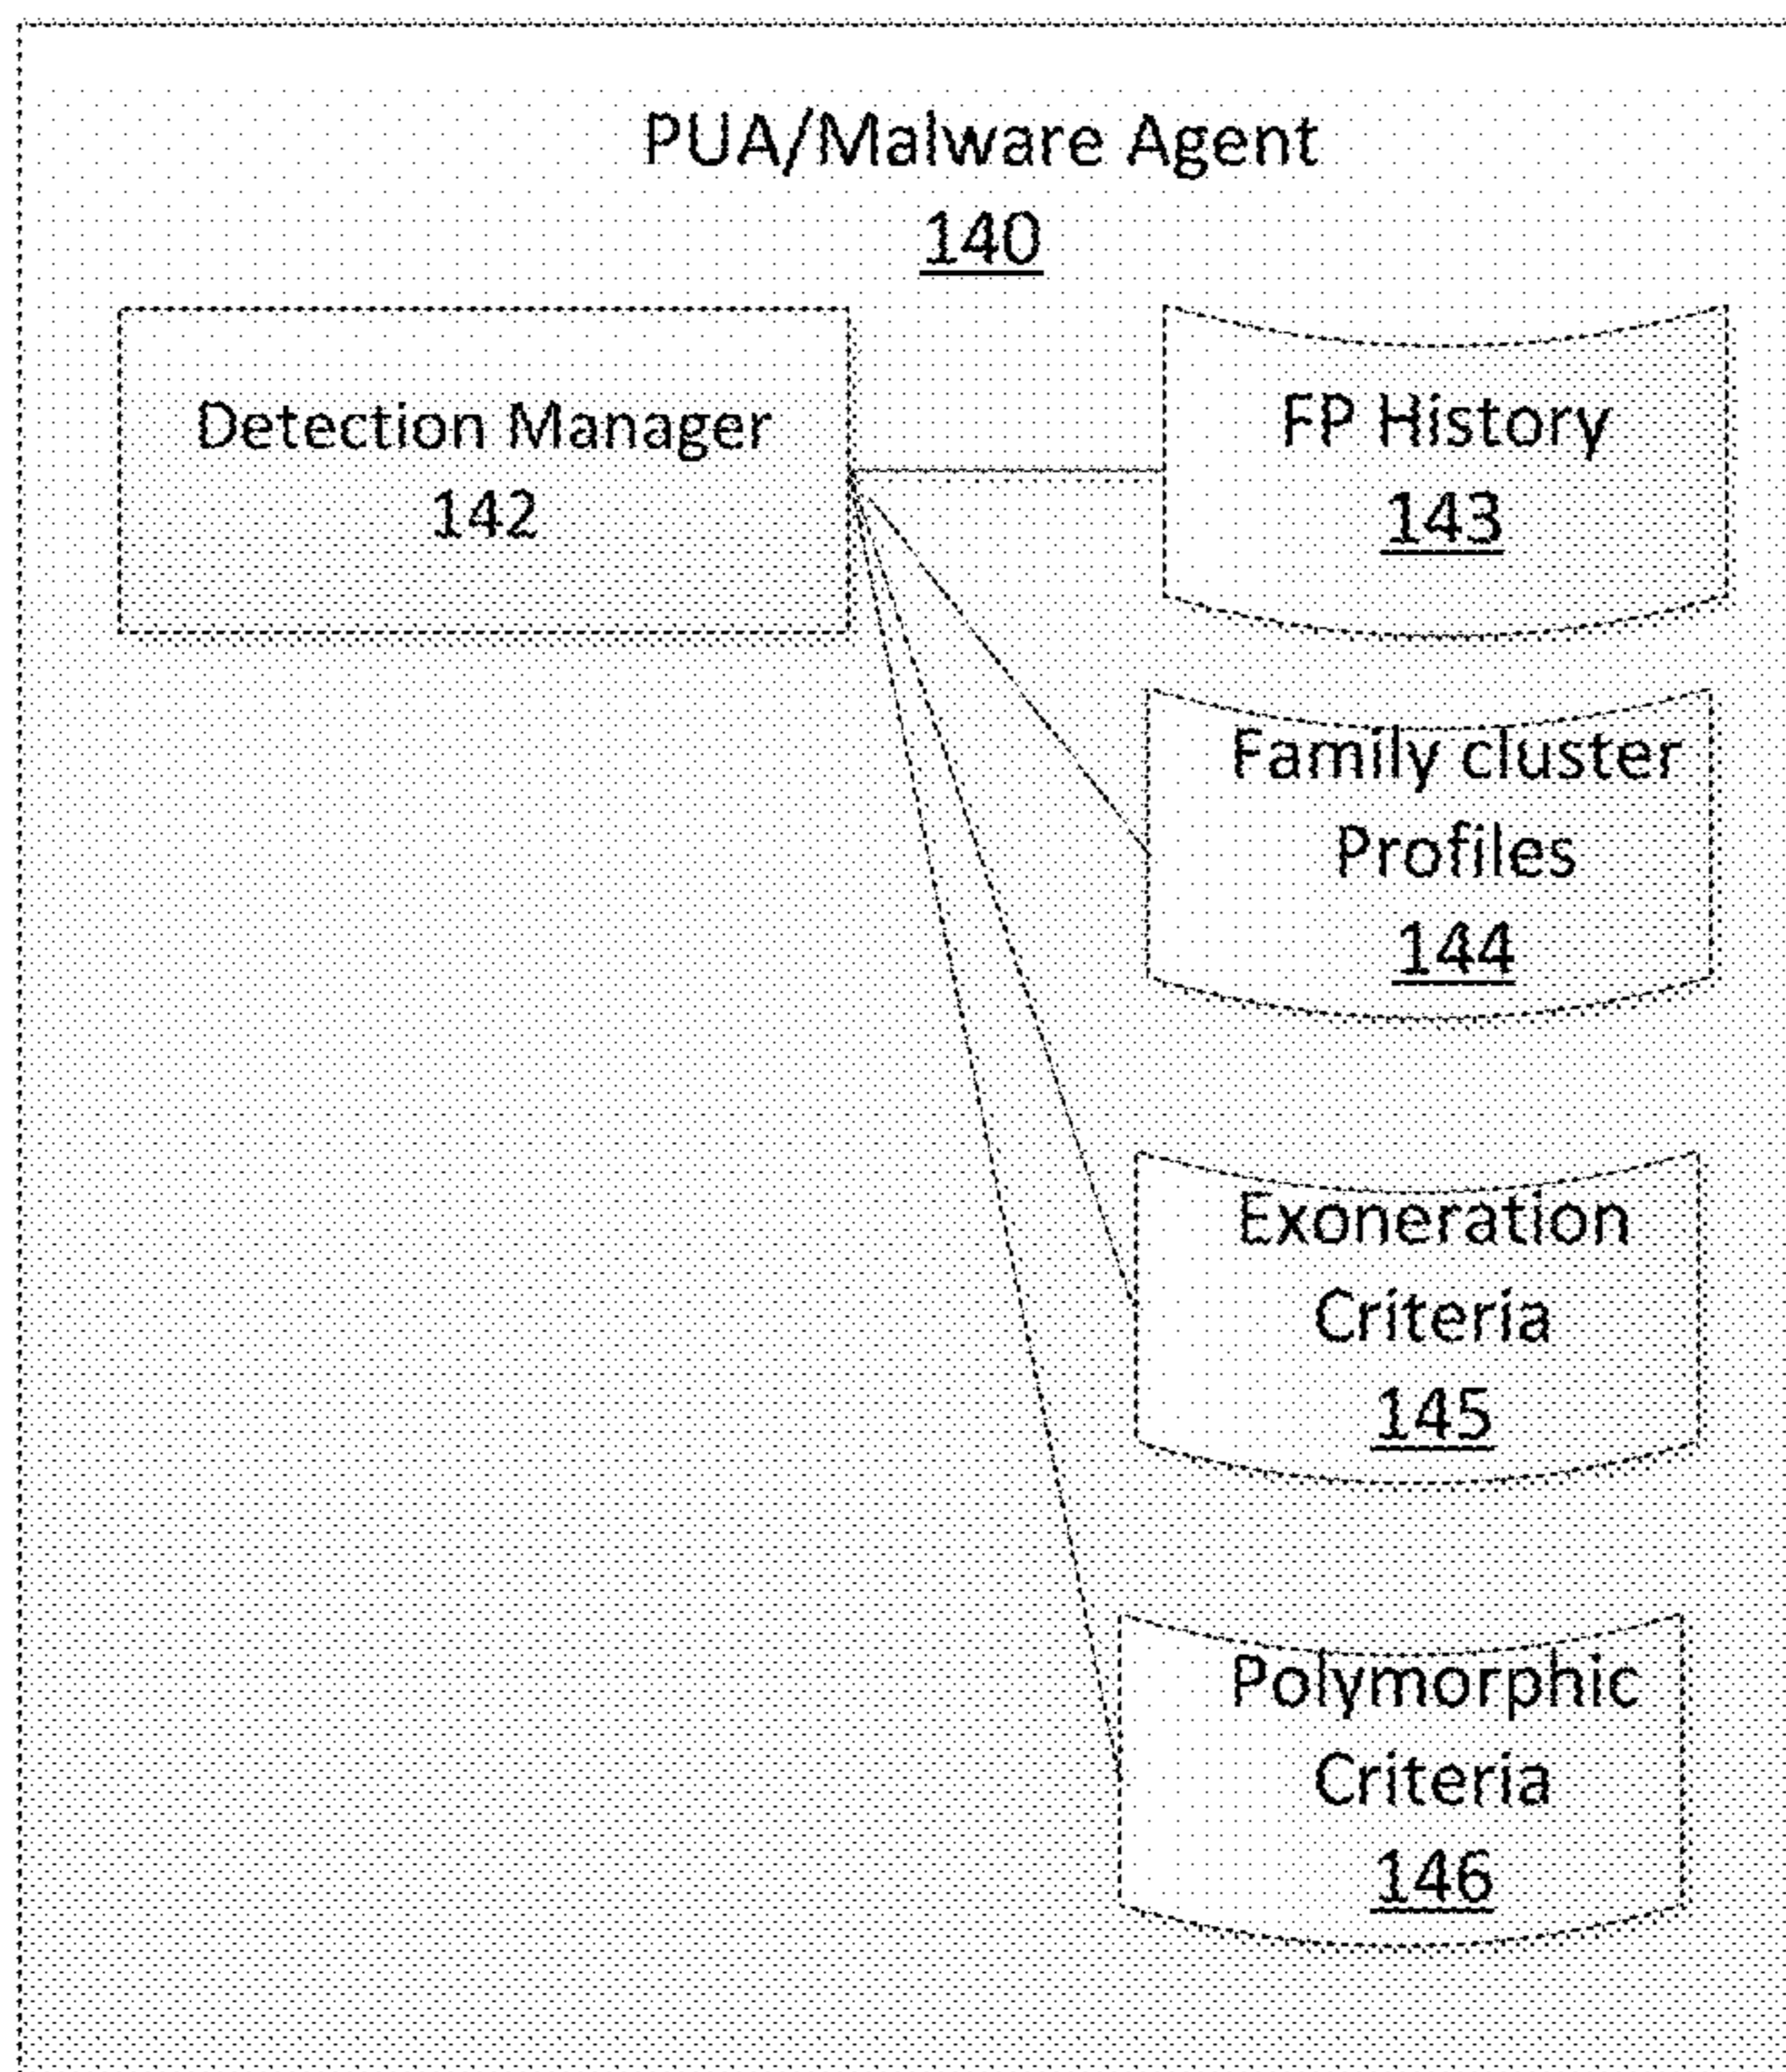 PUA/Malware Agent
140
Detection Manager
142
FP History
143
Family cluster
Profiles
144
Exoneration
Criteria
145
Polymorphic
Criteria
146